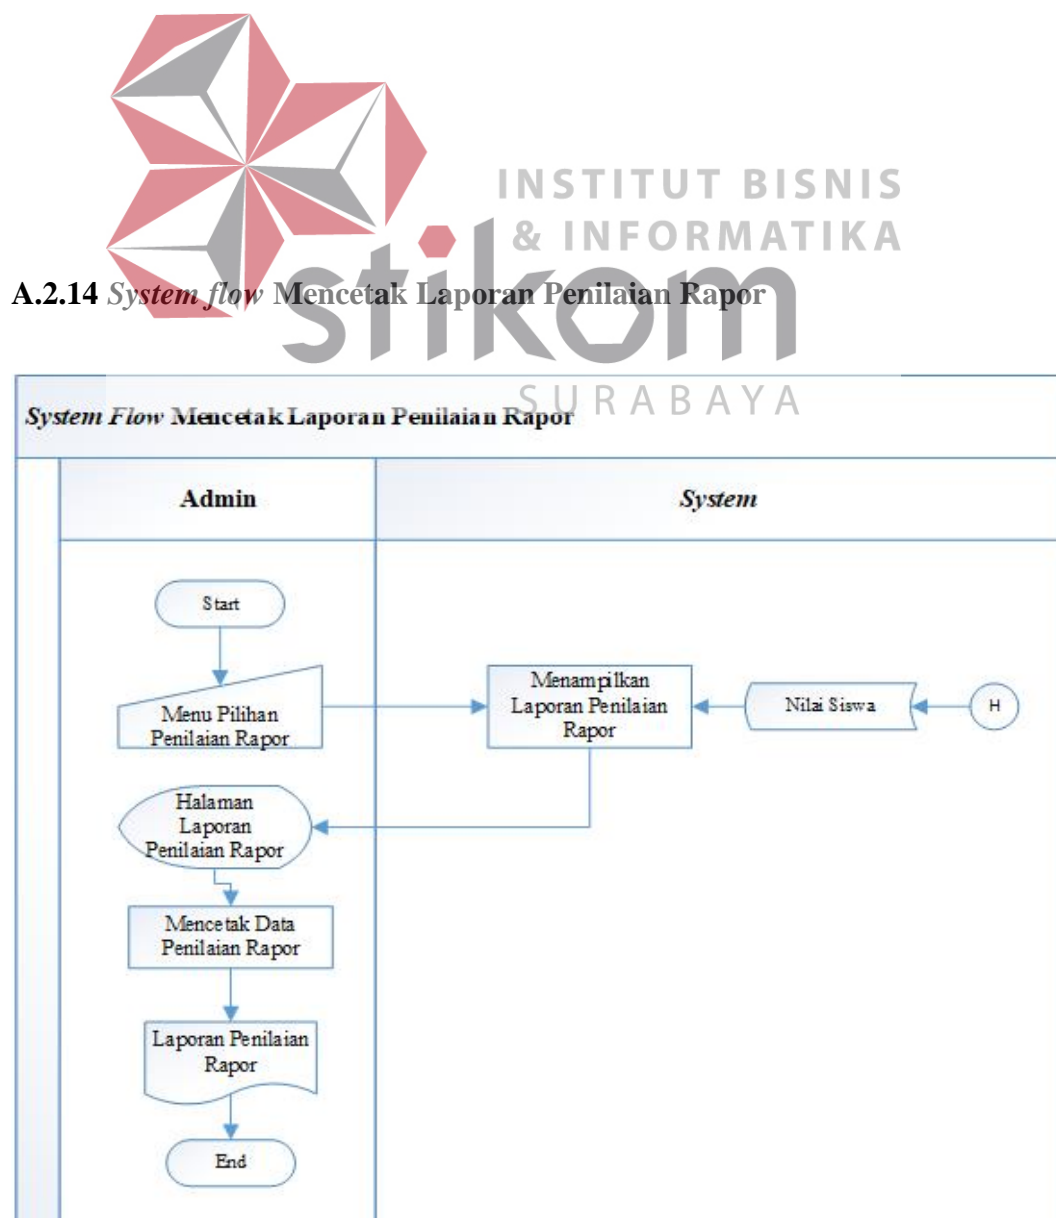 INSTITUT BISNIS
& INFORMATIKA
stikom
SURABAYA
A.2.14 System flow Mencetak Laporan Penilaian Rapor
System Flow Mencetak Laporan Penilaian Rapor
Admin
System
Start
Menu Pilihan
Penilaian Rapor
Menampilkan
Laporan Penilaian
Rapor
Nilai Siswa
H
Halaman
Laporan
Penilaian Rapor
Mencetak Data
Penilaian Rapor
Laporan Penilaian
Rapor
End